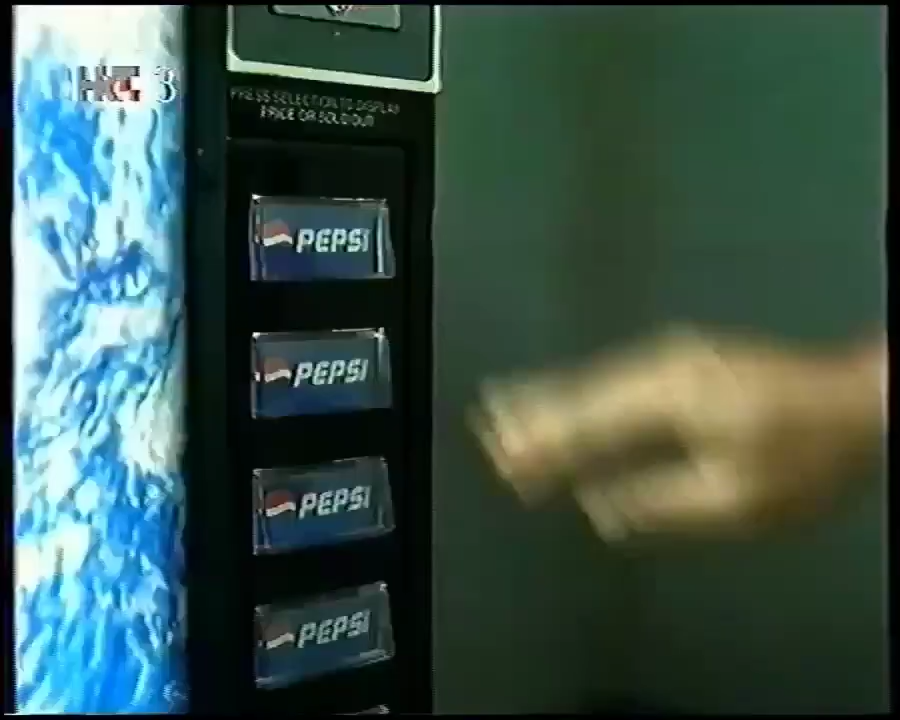 HRT 3
PRESS SELECTION TO DISPLAY
PRICE OR SOLD OUT
PEPSI
PEPSI
PEPSI
PEPSI